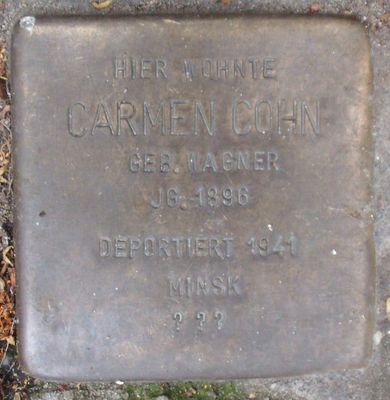 HIER WOHNTE
CARMEN COHN
GEB. WAGNER
JG. 1896
DEPORTIERT 1941
MINSK
? ? ?